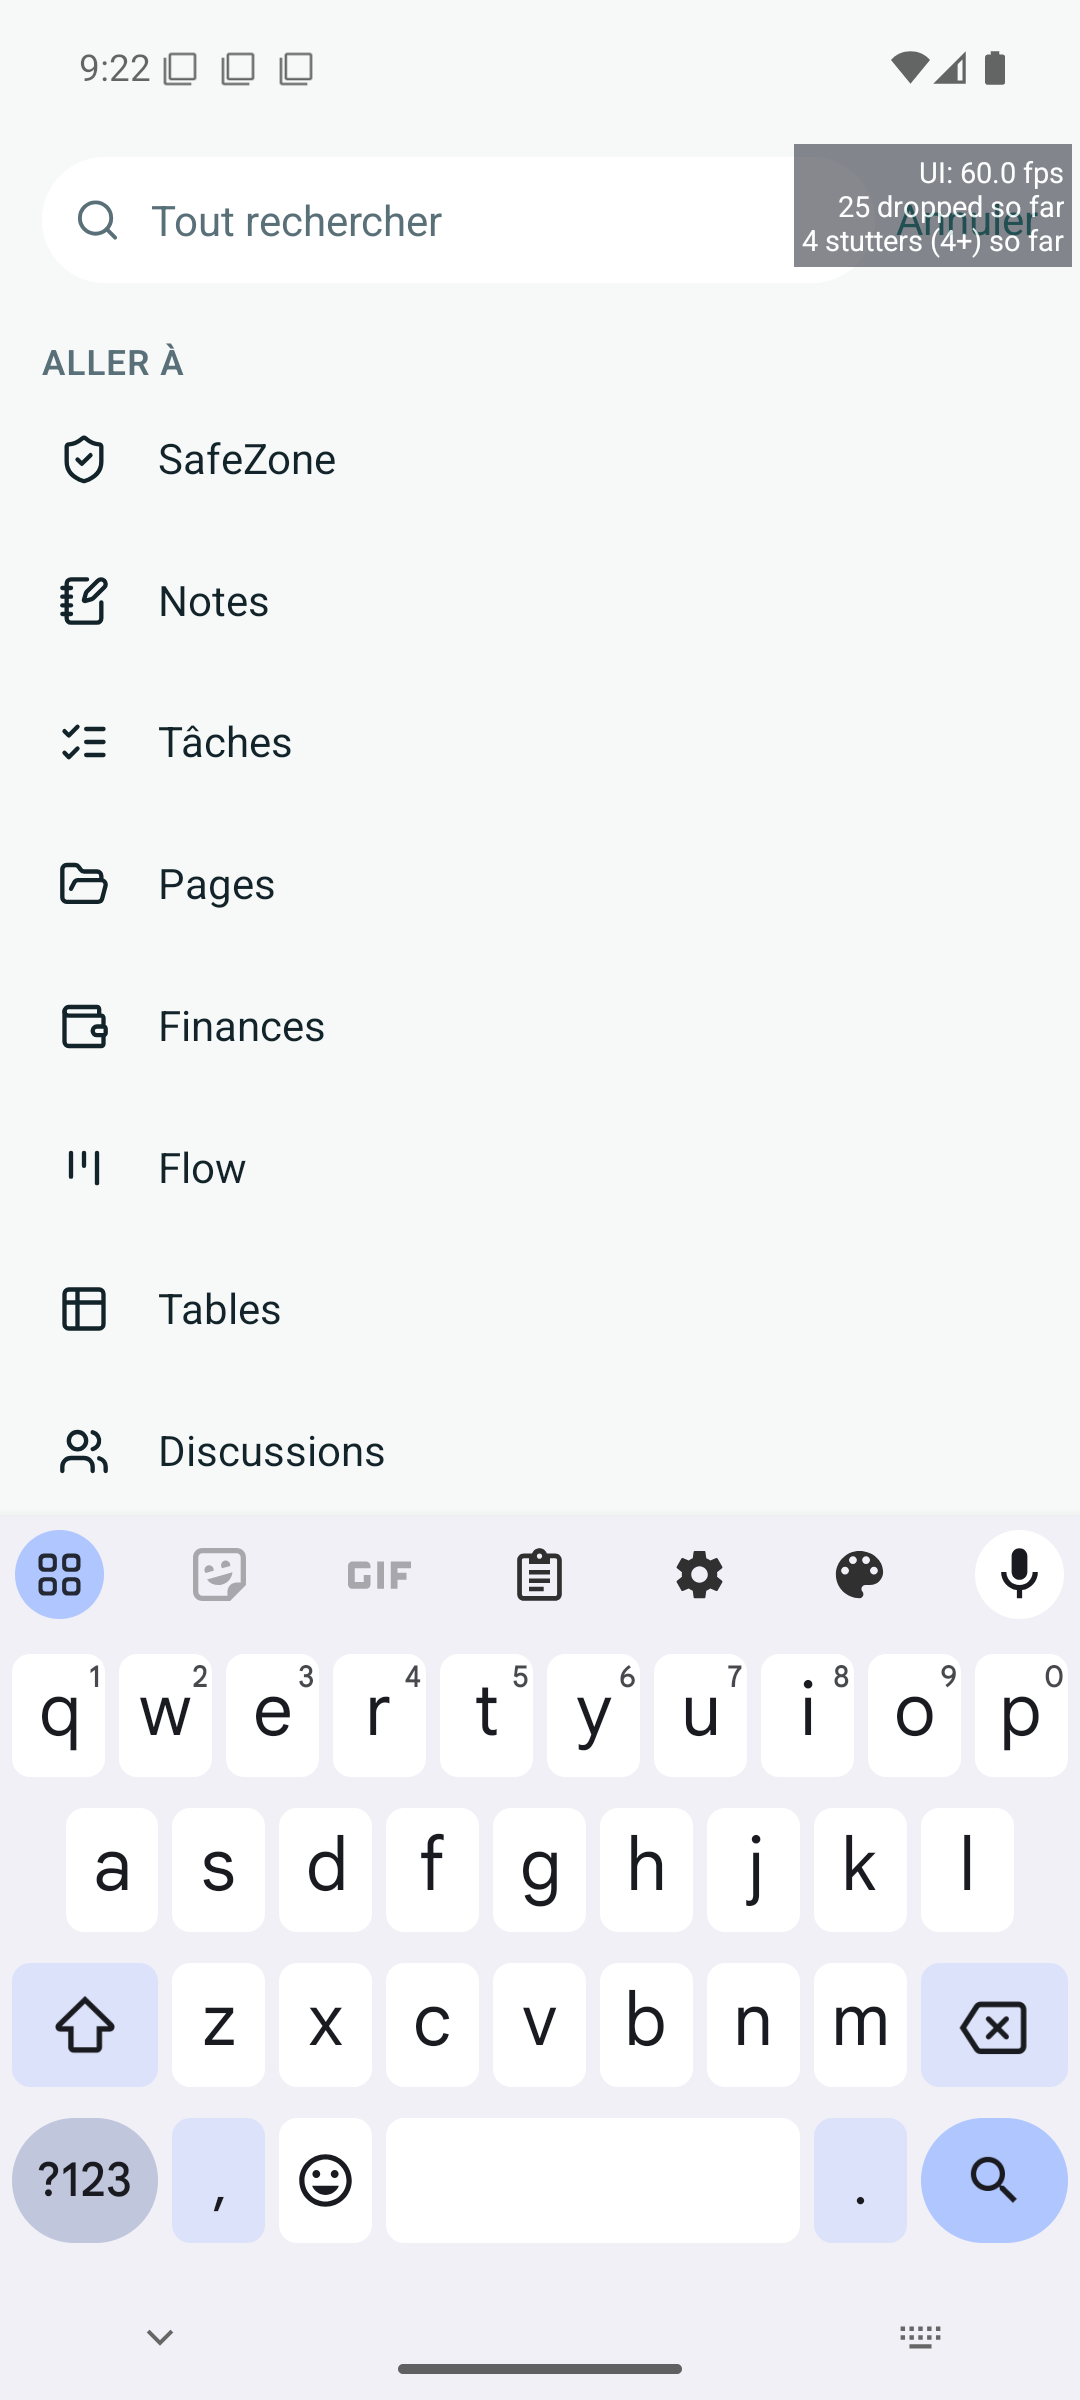 9:22
UI: 60.0 fps
25 dropped so far
4 stutters (4+) so far
Tout rechercher
Annuler
ALLER À
SafeZone
Notes
Tâches
Pages
Finances
Flow
Tables
Discussions
GIF
q1 w2 e3 r4 t5 y6 u7 i8 o9 p0
a s d f g h j k l
z x c v b n m
?123 , .